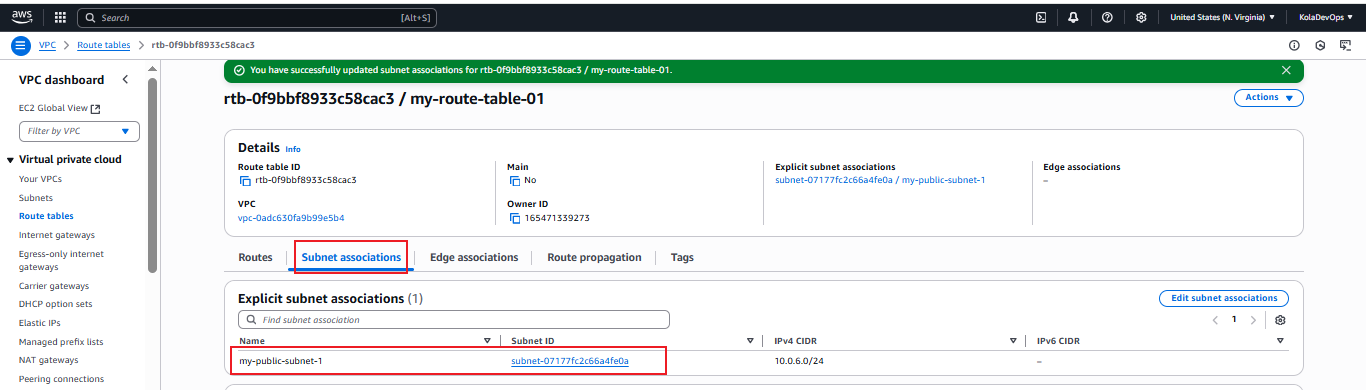 aws Search [Alt+S] United States (N. Virginia) KolaDevOps
VPC > Route tables > rtb-0f9bbf8933c58cac3
VPC dashboard
EC2 Global View
Filter by VPC
Virtual private cloud
Your VPCs
Subnets
Route tables
Internet gateways
Egress-only internet
gateways
Carrier gateways
DHCP option sets
Elastic IPs
Managed prefix lists
NAT gateways
Peering connections
You have successfully updated subnet associations for rtb-0f9bbf8933c58cac3 / my-route-table-01.
rtb-0f9bbf8933c58cac3 / my-route-table-01 Actions
Details Info
Route table ID
rtb-0f9bbf8933c58cac3
Main
No
Explicit subnet associations
subnet-07177fc2c66a4fe0a / my-public-subnet-1
Edge associations
–
VPC
vpc-0adc630fa9b99e5b4
Owner ID
165471339273
Routes Subnet associations Edge associations Route propagation Tags
Explicit subnet associations (1) Edit subnet associations
Find subnet association 1
Name Subnet ID IPv4 CIDR IPv6 CIDR
my-public-subnet-1 subnet-07177fc2c66a4fe0a 10.0.6.0/24 –